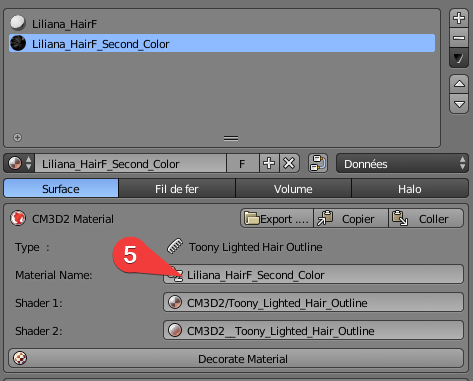 Liliana_HairF
Liliana_HairF_Second_Color
Liliana_HairF_Second_Color F Données
Surface Fil de fer Volume Halo
CM3D2 Material Export .... Copier Coller
Type : Toony Lighted Hair Outline
5
Material Name: Liliana_HairF_Second_Color
Shader 1: CM3D2/Toony_Lighted_Hair_Outline
Shader 2: CM3D2__Toony_Lighted_Hair_Outline
Decorate Material